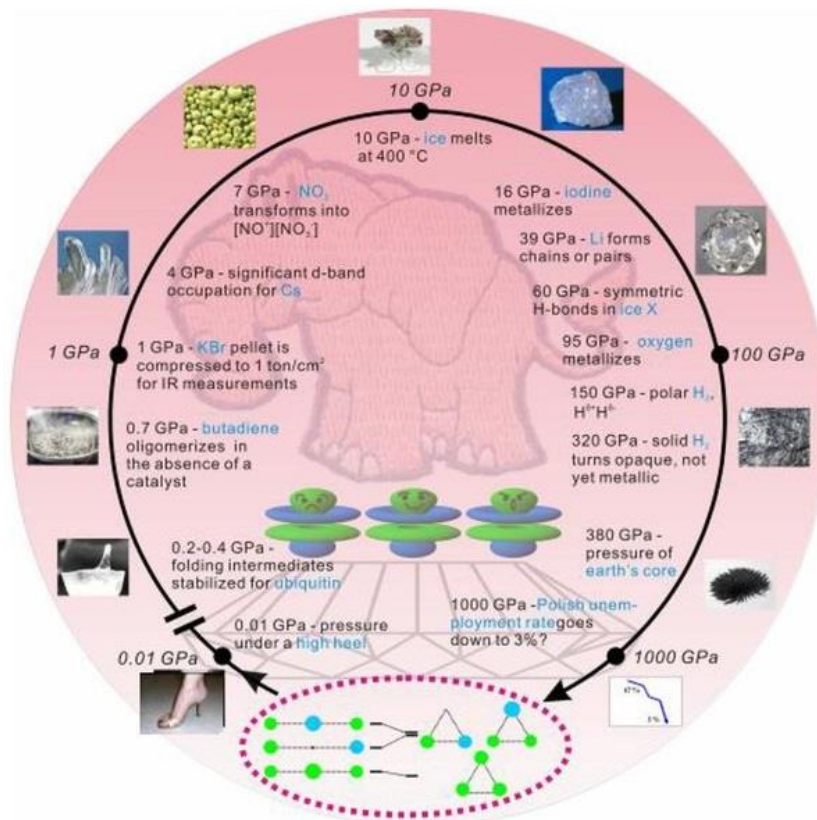 10 GPa
10 GPa - ice melts
at 400 °C
7 GPa - NO₂
transforms into
[NO⁺][NO₃⁻]
4 GPa - significant d-band
occupation for Cs
1 GPa
1 GPa - KBr pellet is
compressed to 1 ton/cm²
for IR measurements
0.7 GPa - butadiene
oligomerizes in
the absence of a
catalyst
0.2-0.4 GPa -
folding intermediates
stabilized for ubiquitin
0.01 GPa - pressure
under a high heel
0.01 GPa
16 GPa - iodine
metallizes
39 GPa - Li forms
chains or pairs
60 GPa - symmetric
H-bonds in ice X
95 GPa - oxygen
metallizes
100 GPa
150 GPa - polar H₂,
Hᵟ⁺Hᵟ⁻
320 GPa - solid H₂
turns opaque, not
yet metallic
380 GPa -
pressure of
earth's core
1000 GPa -Polish unem-
ployment rategoes
down to 3%?
1000 GPa
3 %